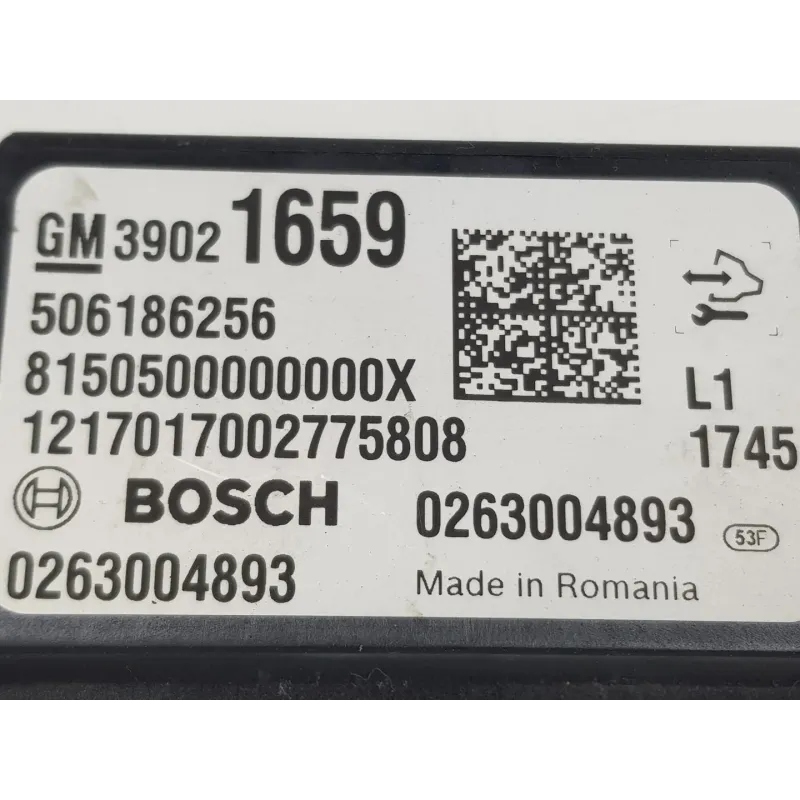 GM 3902 1659
506186256
8150500000000X
1217017002775808
L1
1745
BOSCH
0263004893
53F
0263004893
Made in Romania